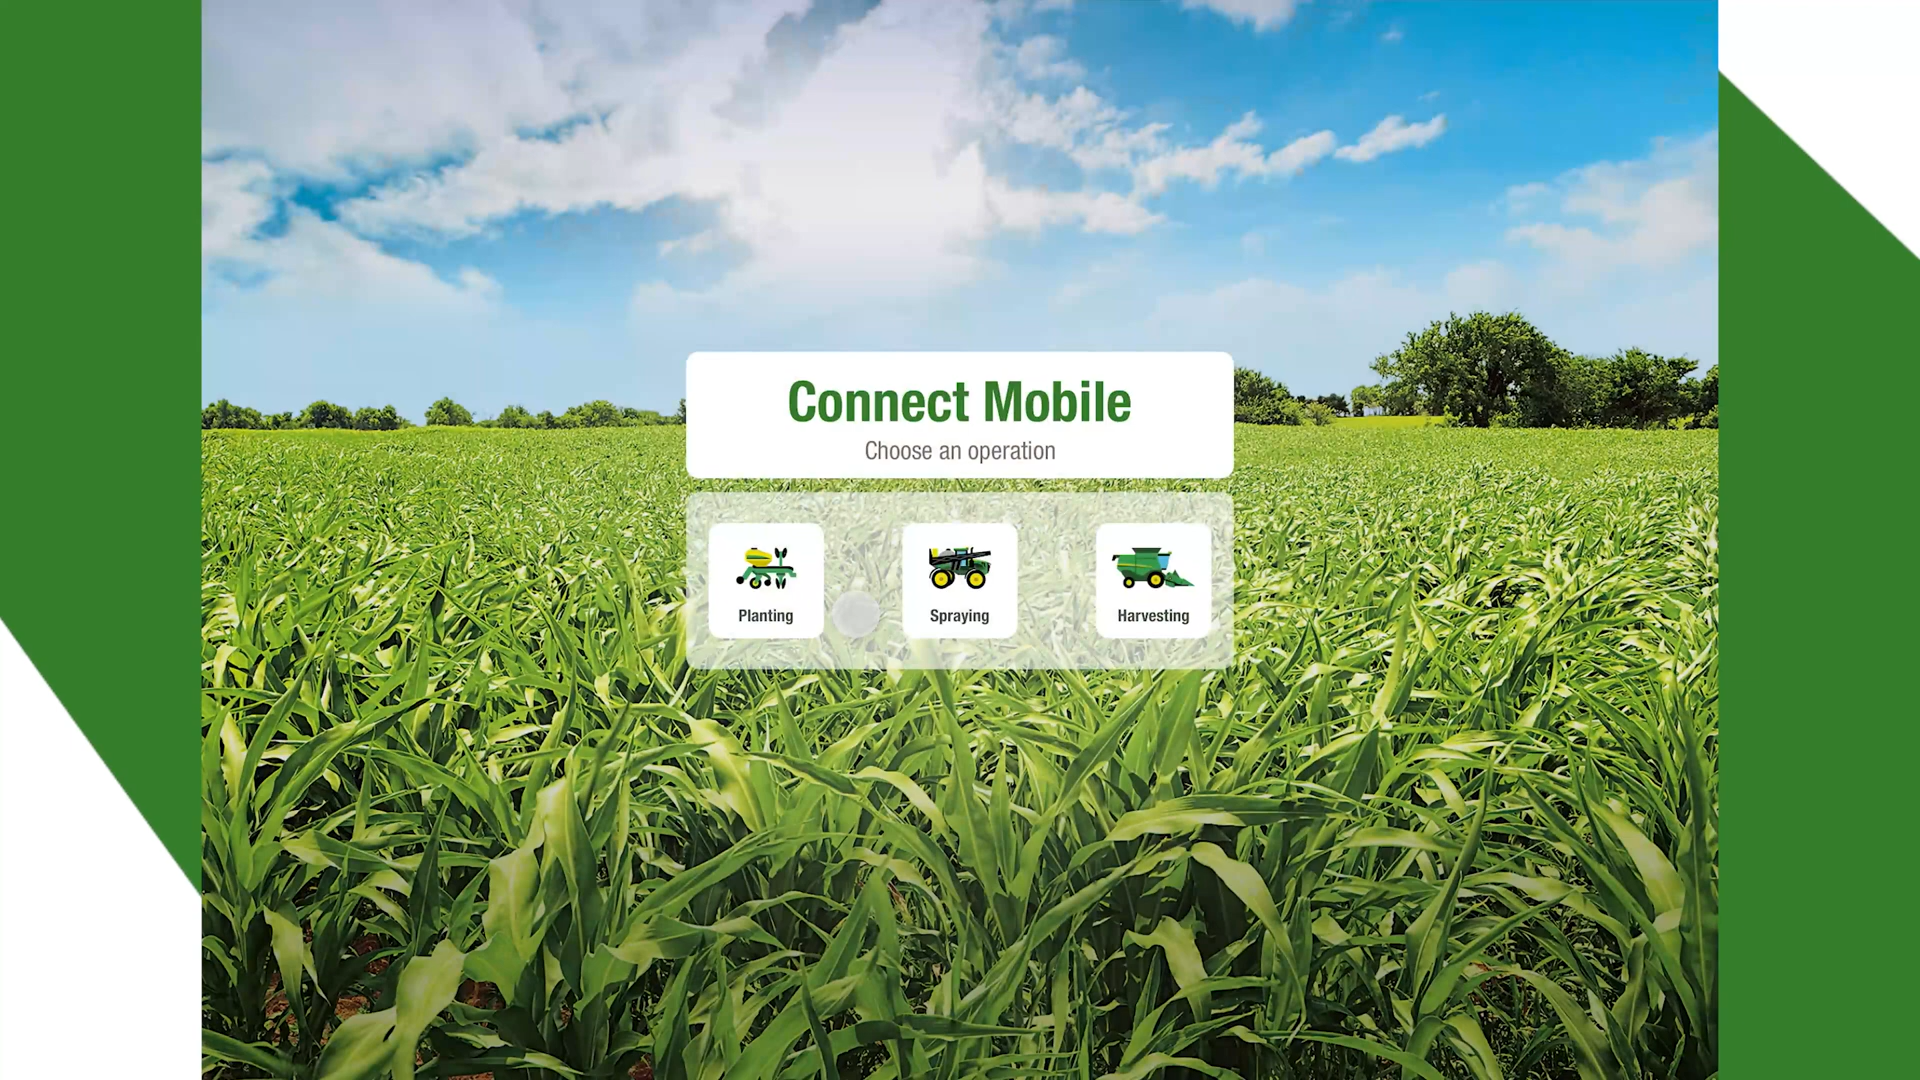 Connect Mobile
Choose an operation
Planting
Spraying
Harvesting